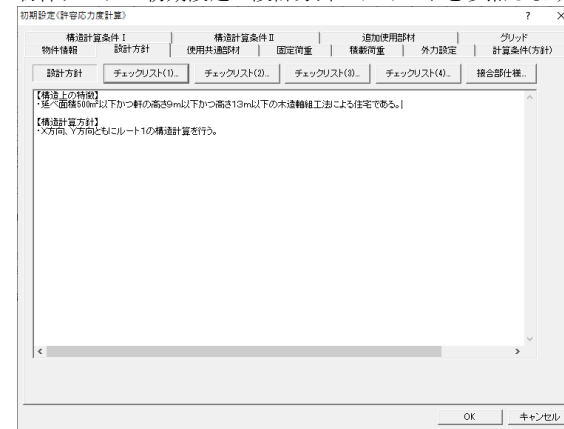 初期設定(許容応力度計算)
? ×
構造計算条件Ⅰ 構造計算条件Ⅱ 追加使用部材 グリッド
物件情報 設計方針 使用共通部材 固定荷重 積載荷重 外力設定 計算条件(方針)
設計方針 チェックリスト(1)... チェックリスト(2)... チェックリスト(3)... チェックリスト(4)... 接合部仕様...
【構造上の特徴】
・延べ面積500㎡以下かつ軒の高さ9m以下かつ高さ13m以下の木造軸組工法による住宅である。
【構造計算方針】
・X方向、Y方向ともにルート1の構造計算を行う。
OK キャンセル